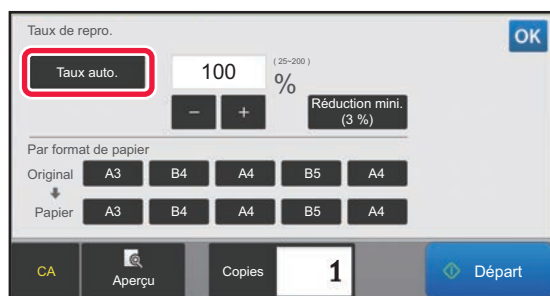 Taux de repro.
OK
Taux auto.
100
(25~200)
%
− +
Réduction mini.
(3 %)
Par format de papier
Original A3 B4 A4 B5 A4
Papier A3 B4 A4 B5 A4
CA
Aperçu
Copies 1
Départ